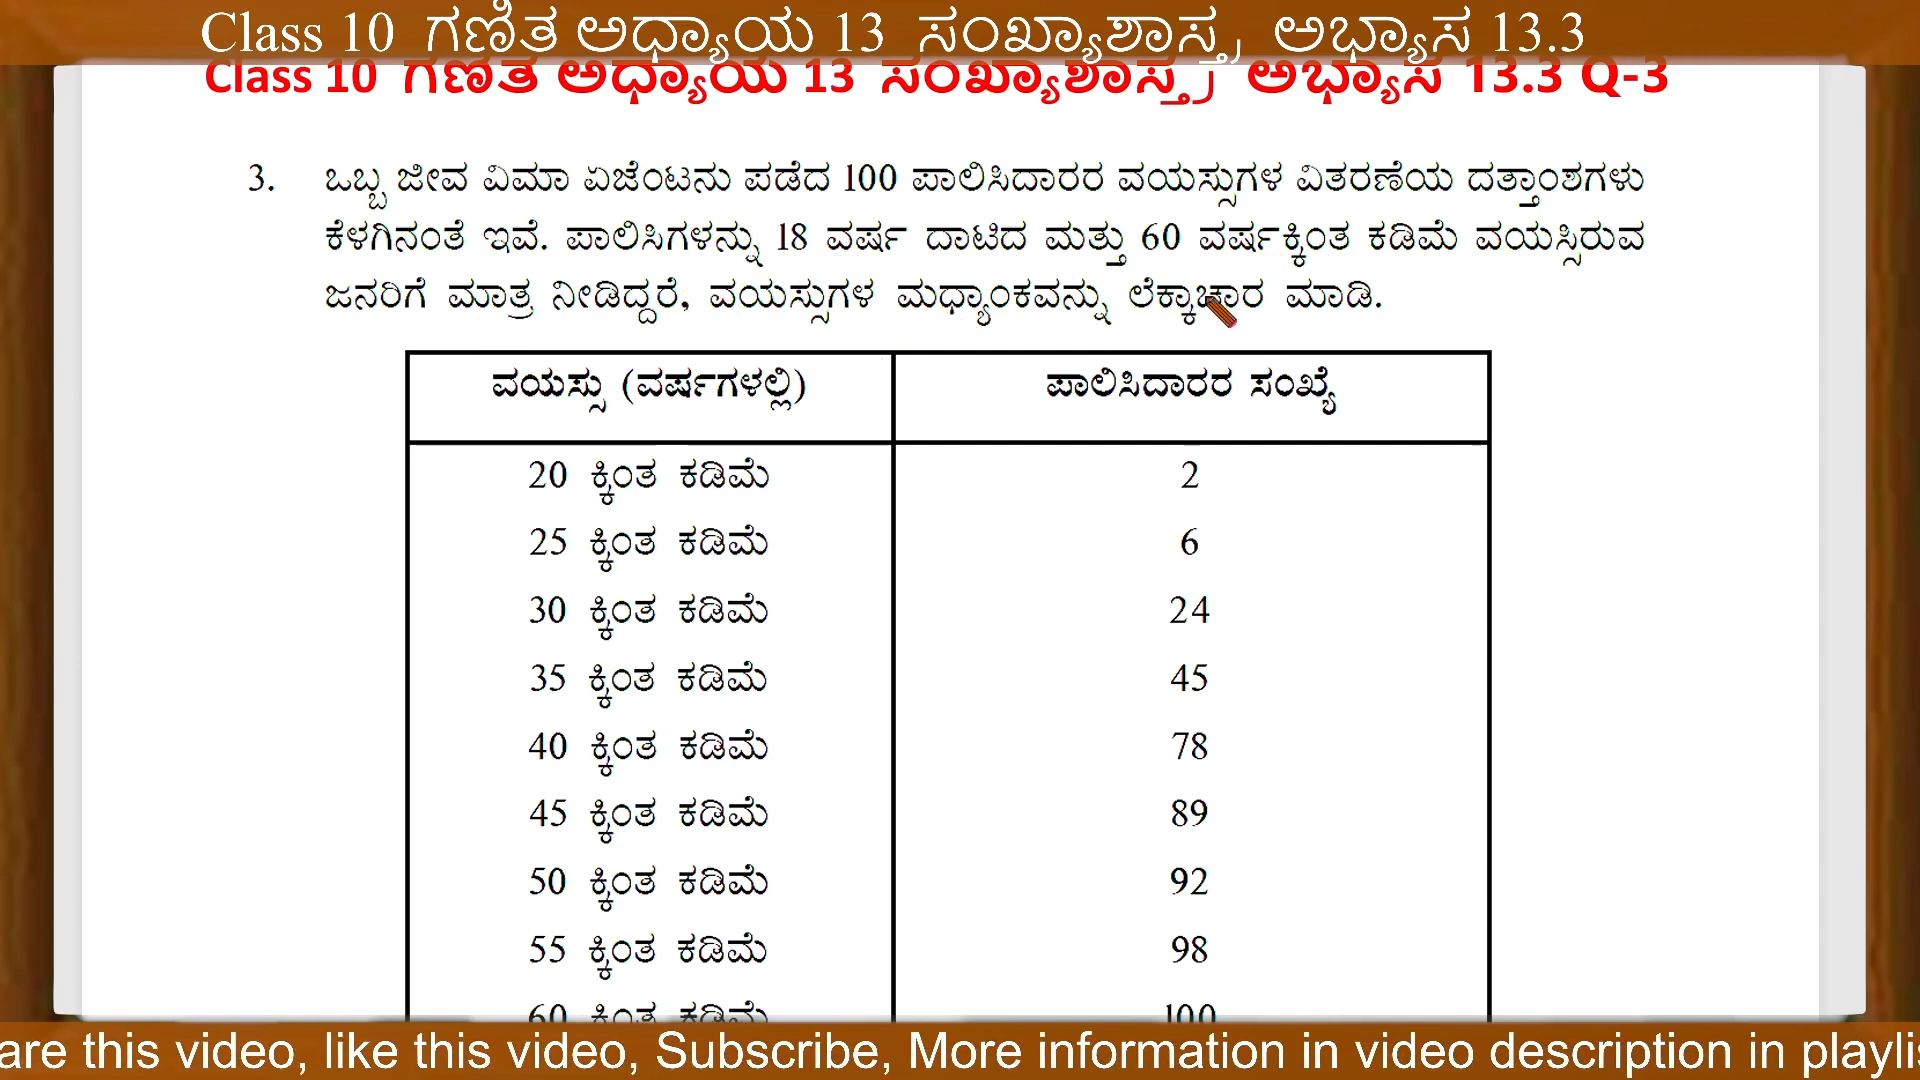 Class 10 ಗಣಿತ ಅಧ್ಯಾಯ 13 ಸಂಖ್ಯಾಶಾಸ್ತ್ರ ಅಭ್ಯಾಸ 13.3
Class 10 ಗಣಿತ ಅಧ್ಯಾಯ 13 ಸಂಖ್ಯಾಶಾಸ್ತ್ರ ಅಭ್ಯಾಸ 13.3 Q-3
3. ಒಬ್ಬ ಜೀವ ವಿಮಾ ಏಜೆಂಟನು ಪಡೆದ 100 ಪಾಲಿಸಿದಾರರ ವಯಸ್ಸುಗಳ ವಿತರಣೆಯ ದತ್ತಾಂಶಗಳು
ಕೆಳಗಿನಂತೆ ಇವೆ. ಪಾಲಿಸಿಗಳನ್ನು 18 ವರ್ಷ ದಾಟಿದ ಮತ್ತು 60 ವರ್ಷಕ್ಕಿಂತ ಕಡಿಮೆ ವಯಸ್ಸಿರುವ
ಜನರಿಗೆ ಮಾತ್ರ ನೀಡಿದ್ದರೆ, ವಯಸ್ಸುಗಳ ಮಧ್ಯಾಂಕವನ್ನು ಲೆಕ್ಕಾಚಾರ ಮಾಡಿ.
ವಯಸ್ಸು (ವರ್ಷಗಳಲ್ಲಿ) ಪಾಲಿಸಿದಾರರ ಸಂಖ್ಯೆ
20 ಕ್ಕಿಂತ ಕಡಿಮೆ 2
25 ಕ್ಕಿಂತ ಕಡಿಮೆ 6
30 ಕ್ಕಿಂತ ಕಡಿಮೆ 24
35 ಕ್ಕಿಂತ ಕಡಿಮೆ 45
40 ಕ್ಕಿಂತ ಕಡಿಮೆ 78
45 ಕ್ಕಿಂತ ಕಡಿಮೆ 89
50 ಕ್ಕಿಂತ ಕಡಿಮೆ 92
55 ಕ್ಕಿಂತ ಕಡಿಮೆ 98
60 ಕ್ಕಿಂತ ಕಡಿಮೆ 100
are this video, like this video, Subscribe, More information in video description in playli